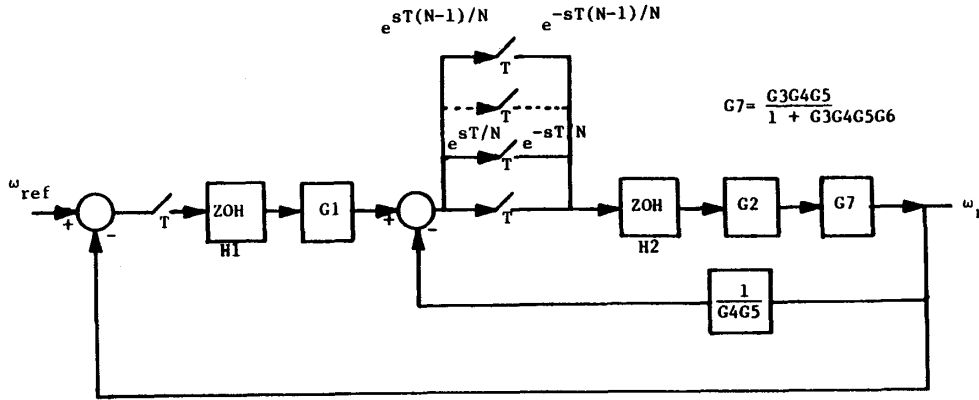 e^sT(N-1)/N e^-sT(N-1)/N
T
T
G7= G3G4G5
1 + G3G4G5G6
e^sT/N e^-sT/N
T
ω_ref
+
-
T
ZOH
H1
G1
+
-
T
ZOH
H2
G2
G7
1
G4G5